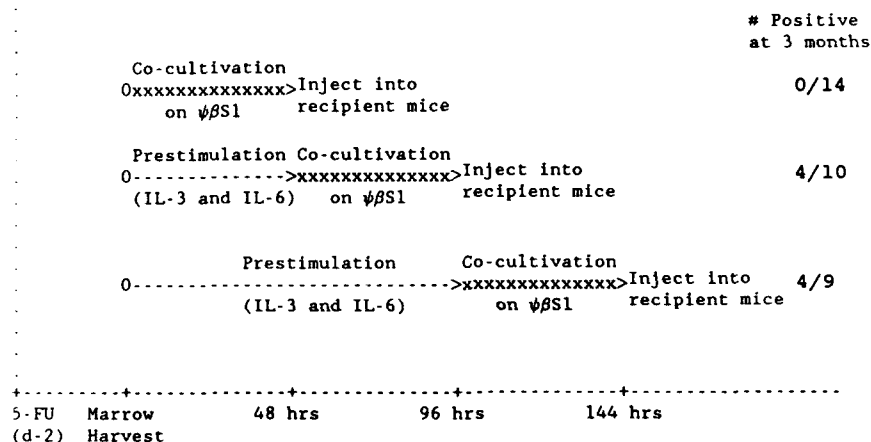 # Positive
at 3 months
Co-cultivation
0xxxxxxxxxxxxxxx>Inject into 0/14
on ψβS1 recipient mice
Prestimulation Co-cultivation
0-------------->xxxxxxxxxxxxxx>Inject into 4/10
(IL-3 and IL-6) on ψβS1 recipient mice
Prestimulation Co-cultivation
0----------------------------->xxxxxxxxxxxxxx>Inject into 4/9
(IL-3 and IL-6) on ψβS1 recipient mice
5-FU Marrow 48 hrs 96 hrs 144 hrs
(d-2) Harvest